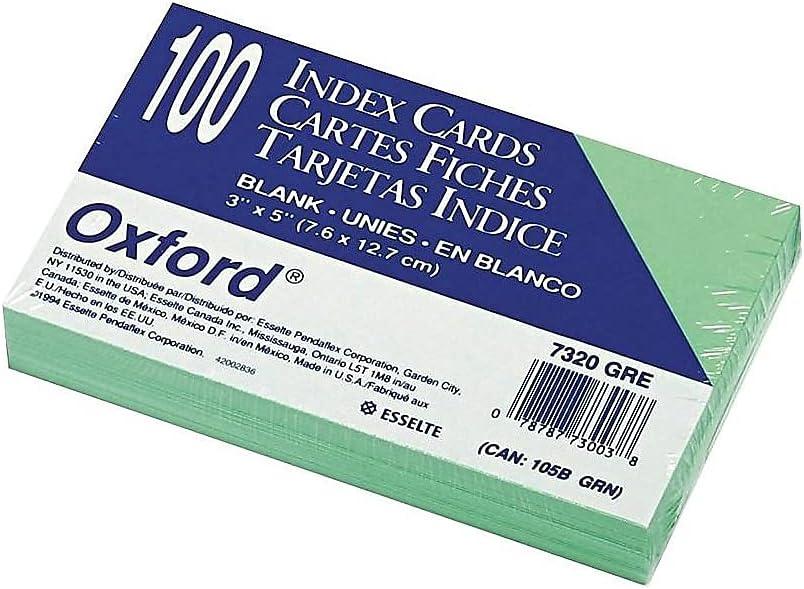 100
INDEX CARDS
CARTES FICHES
TARJETAS INDICE
BLANK · UNIES · EN BLANCO
3" x 5" (7.6 x 12.7 cm)
Oxford®
Distributed by/Distribuée par/Distribuido por: Esselte Pendaflex Corporation, Garden City,
NY 11530 in the USA; Esselte Canada Inc., Mississauga, Ontario L5T 1M8 in/au
Canada; Esselte de México, México D.F. in/en México, Made in U.S.A./Fabriqué aux
E.U./Hecho en los EE.UU.
©1994 Esselte Pendaflex Corporation.
42002836
ESSELTE
7320 GRE
0 78787 73003 8
(CAN: 105B GRN)